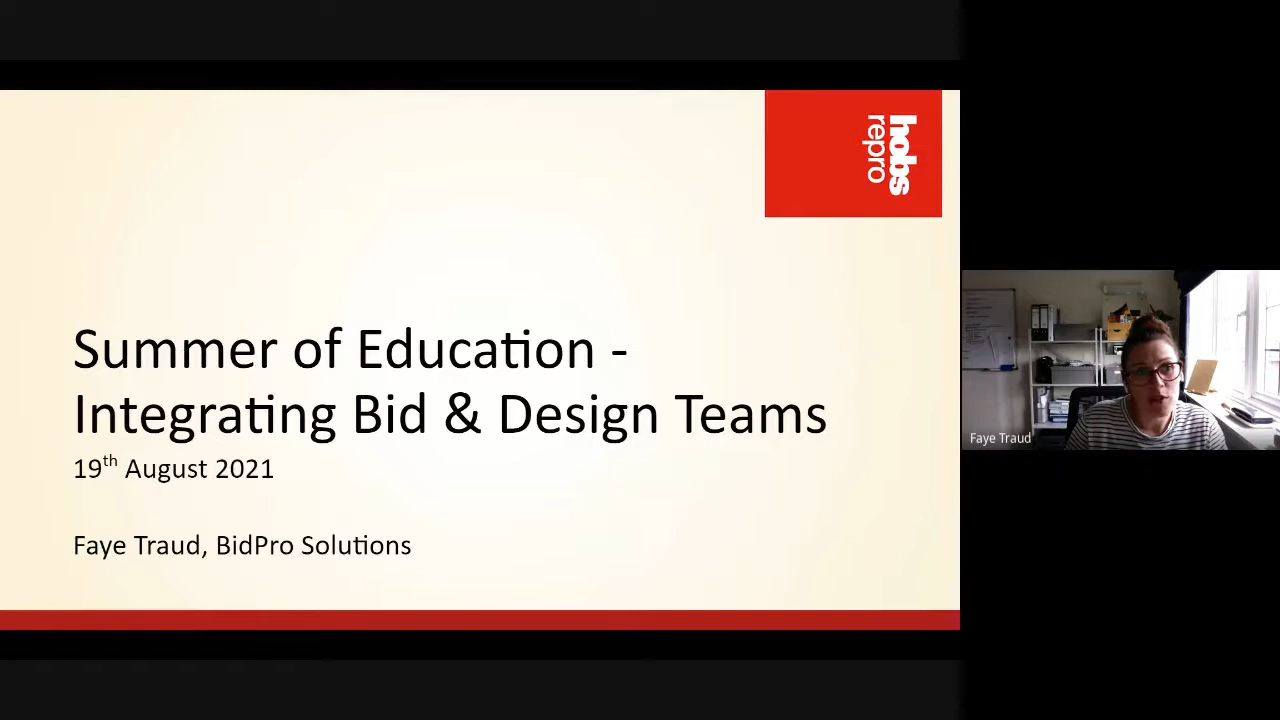 hobs
repro
Summer of Education -
Integrating Bid & Design Teams
19th August 2021
Faye Traud, BidPro Solutions
Faye Traud